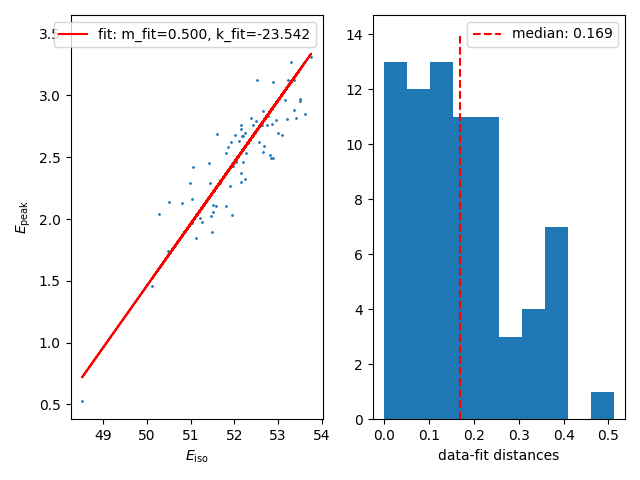 fit: m_fit=0.500, k_fit=-23.542
3.5
3.0
2.5
2.0
1.5
1.0
0.5
E_peak
49 50 51 52 53 54
E_iso
median: 0.169
14
12
10
8
6
4
2
0
0.0 0.1 0.2 0.3 0.4 0.5
data-fit distances